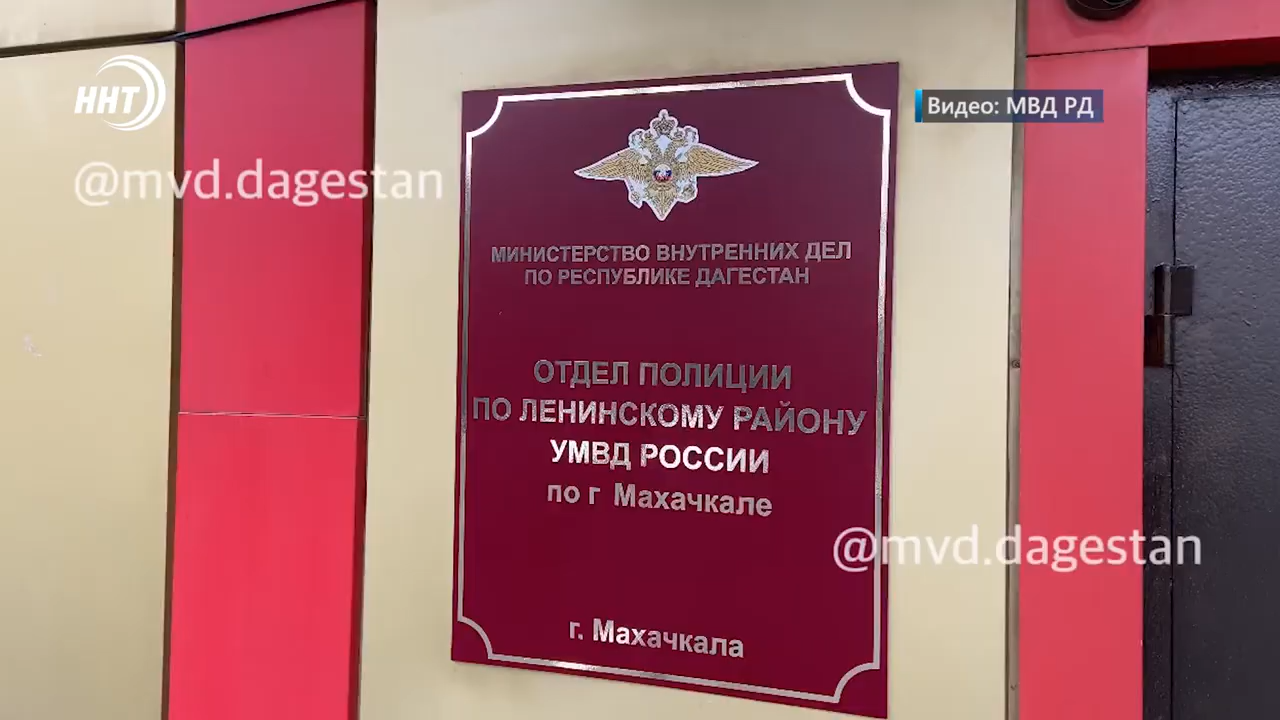 ННТ
Видео: МВД РД
@mvd.dagestan
МИНИСТЕРСТВО ВНУТРЕННИХ ДЕЛ
ПО РЕСПУБЛИКЕ ДАГЕСТАН
ОТДЕЛ ПОЛИЦИИ
ПО ЛЕНИНСКОМУ РАЙОНУ
УМВД РОССИИ
по г Махачкале
@mvd.dagestan
г. Махачкала